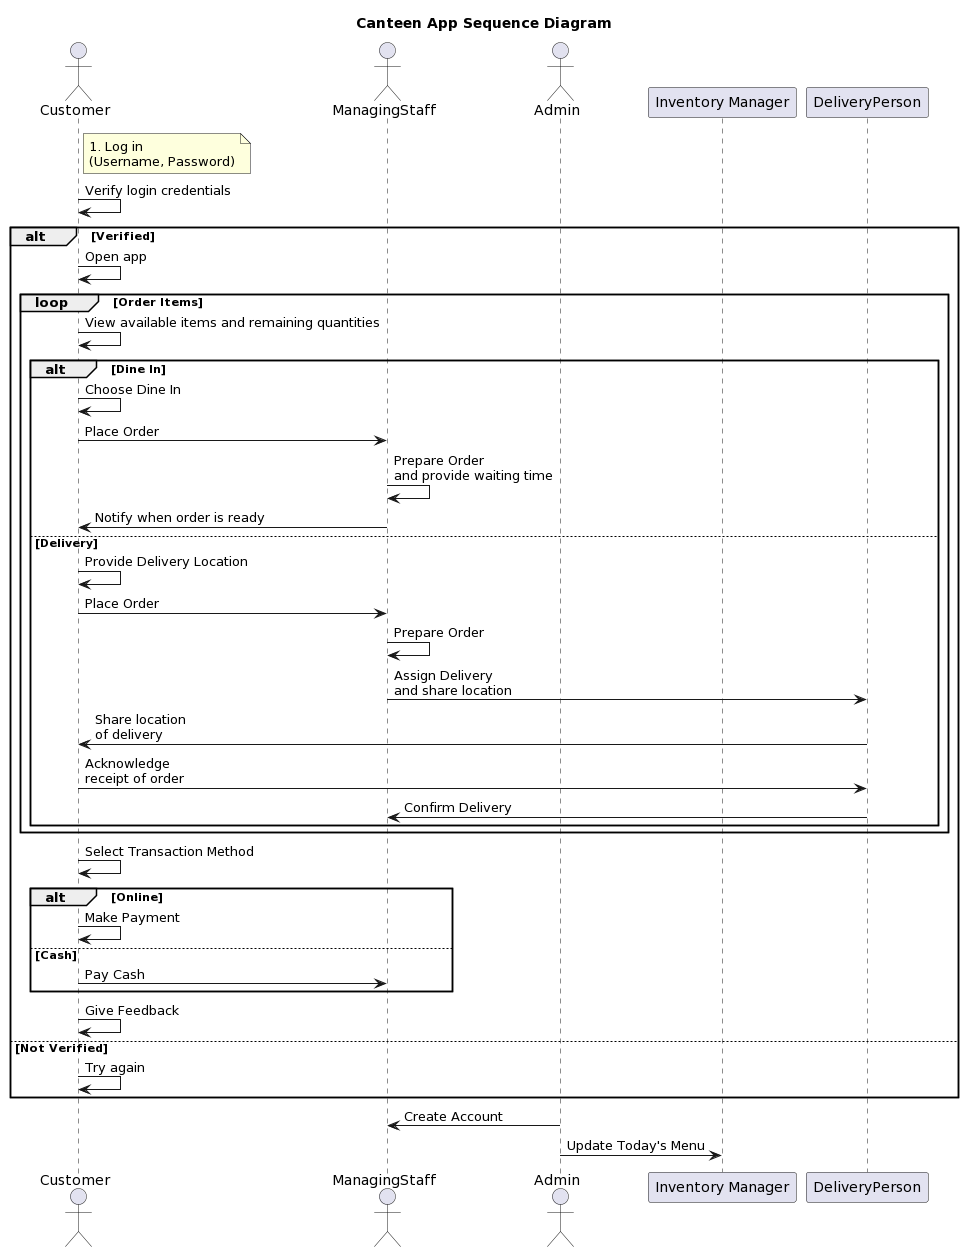 Canteen App Sequence Diagram
Customer
ManagingStaff
Admin
Inventory Manager
DeliveryPerson
1. Log in
(Username, Password)
Verify login credentials
alt
[Verified]
Open app
loop
[Order Items]
View available items and remaining quantities
alt
[Dine In]
Choose Dine In
Place Order
Prepare Order
and provide waiting time
Notify when order is ready
[Delivery]
Provide Delivery Location
Place Order
Prepare Order
Assign Delivery
and share location
Share location
of delivery
Acknowledge
receipt of order
Confirm Delivery
Select Transaction Method
alt
[Online]
Make Payment
[Cash]
Pay Cash
Give Feedback
[Not Verified]
Try again
Create Account
Update Today's Menu
Customer
ManagingStaff
Admin
Inventory Manager
DeliveryPerson